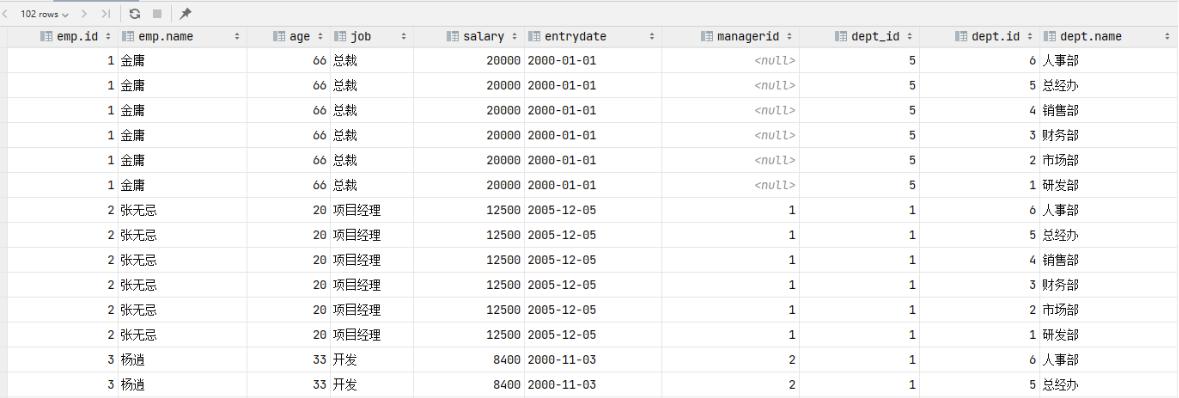 102 rows
emp.id emp.name age job salary entrydate managerid dept_id dept.id dept.name
1 金庸 66 总裁 20000 2000-01-01 <null> 5 6 人事部
1 金庸 66 总裁 20000 2000-01-01 <null> 5 5 总经办
1 金庸 66 总裁 20000 2000-01-01 <null> 5 4 销售部
1 金庸 66 总裁 20000 2000-01-01 <null> 5 3 财务部
1 金庸 66 总裁 20000 2000-01-01 <null> 5 2 市场部
1 金庸 66 总裁 20000 2000-01-01 <null> 5 1 研发部
2 张无忌 20 项目经理 12500 2005-12-05 1 1 6 人事部
2 张无忌 20 项目经理 12500 2005-12-05 1 1 5 总经办
2 张无忌 20 项目经理 12500 2005-12-05 1 1 4 销售部
2 张无忌 20 项目经理 12500 2005-12-05 1 1 3 财务部
2 张无忌 20 项目经理 12500 2005-12-05 1 1 2 市场部
2 张无忌 20 项目经理 12500 2005-12-05 1 1 1 研发部
3 杨逍 33 开发 8400 2000-11-03 2 1 6 人事部
3 杨逍 33 开发 8400 2000-11-03 2 1 5 总经办